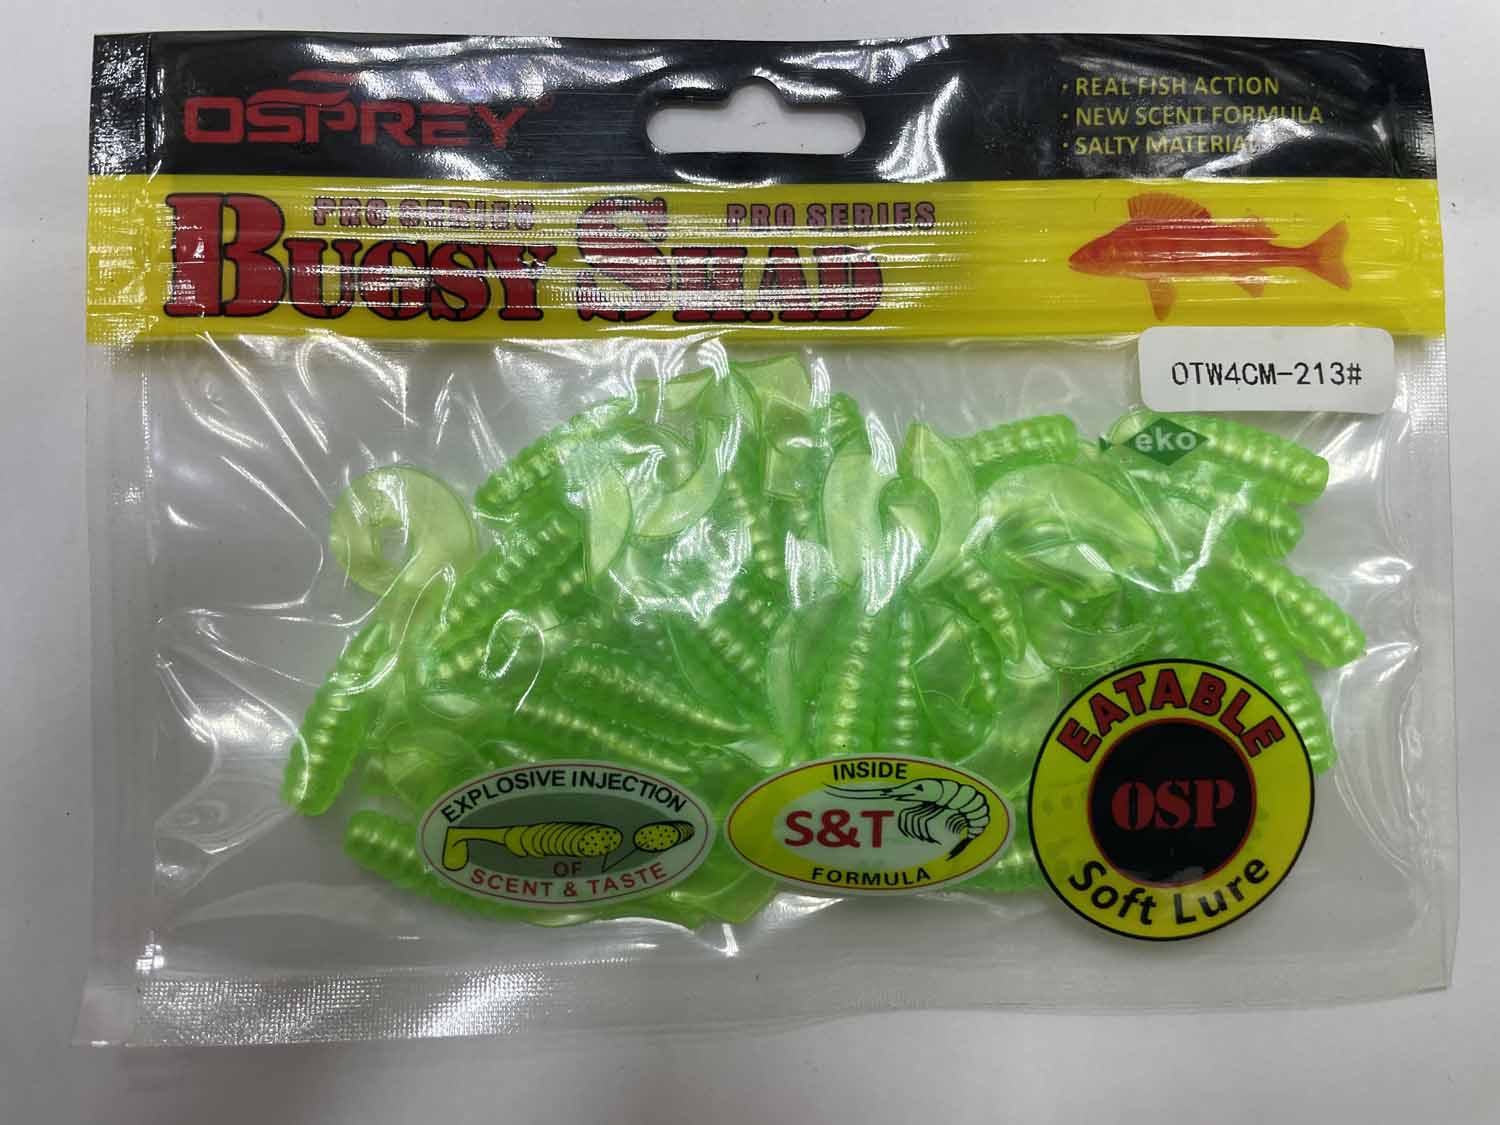 OSPREY®
· REAL FISH ACTION
· NEW SCENT FORMULA
· SALTY MATERIAL
PRO SERIES PRO SERIES
BUGSY SHAD
OTW4CM-213#
eko
EXPLOSIVE INJECTION
OF
SCENT & TASTE
INSIDE
S&T
FORMULA
EATABLE
OSP
Soft Lure